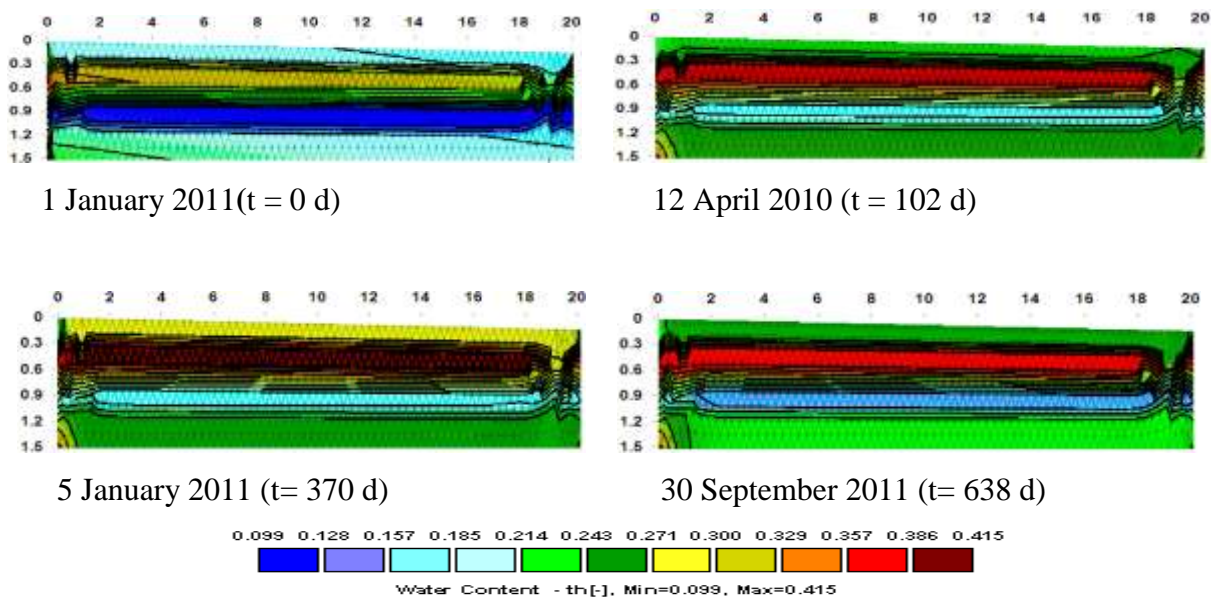 0 2 4 6 8 10 12 14 16 18 20
0
0.3
0.6
0.9
1.2
1.5
1 January 2011(t = 0 d)
0 2 4 6 8 10 12 14 16 18 20
0
0.3
0.6
0.9
1.2
1.5
12 April 2010 (t = 102 d)
0 2 4 6 8 10 12 14 16 18 20
0
0.3
0.6
0.9
1.2
1.5
5 January 2011 (t= 370 d)
0 2 4 6 8 10 12 14 16 18 20
0
0.3
0.6
0.9
1.2
1.5
30 September 2011 (t= 638 d)
0.099 0.128 0.157 0.185 0.214 0.243 0.271 0.300 0.329 0.357 0.386 0.415
Water Content - th[-], Min=0.099, Max=0.415